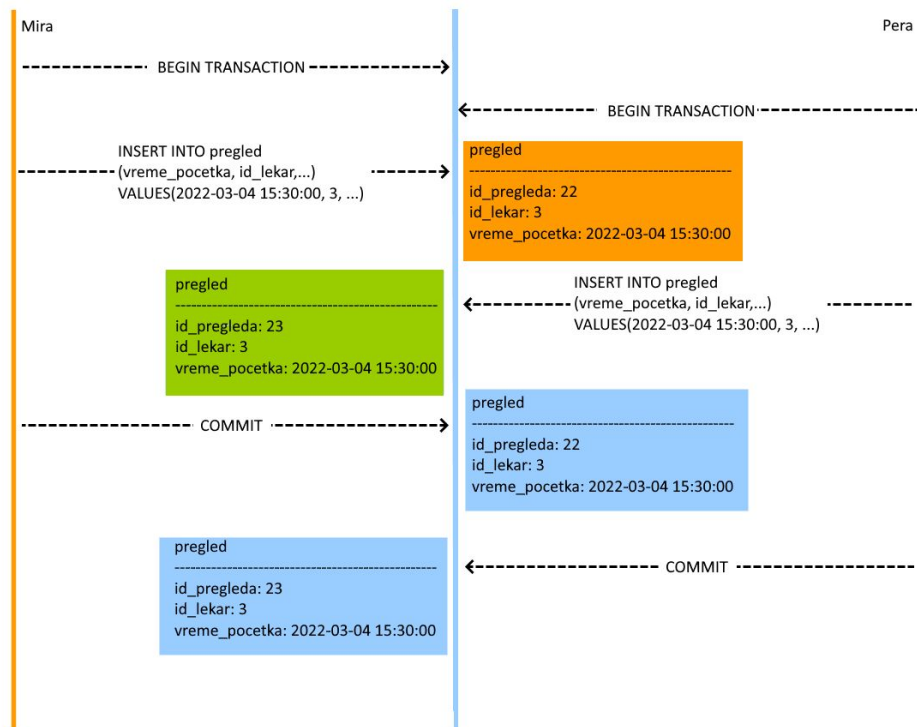 Mira
Pera
BEGIN TRANSACTION
BEGIN TRANSACTION
INSERT INTO pregled
(vreme_pocetka, id_lekar,...)
VALUES(2022-03-04 15:30:00, 3, ...)
pregled
--------------------------------------------------
id_pregleda: 22
id_lekar: 3
vreme_pocetka: 2022-03-04 15:30:00
INSERT INTO pregled
(vreme_pocetka, id_lekar,...)
VALUES(2022-03-04 15:30:00, 3, ...)
pregled
--------------------------------------------------
id_pregleda: 23
id_lekar: 3
vreme_pocetka: 2022-03-04 15:30:00
COMMIT
pregled
--------------------------------------------------
id_pregleda: 22
id_lekar: 3
vreme_pocetka: 2022-03-04 15:30:00
pregled
--------------------------------------------------
id_pregleda: 23
id_lekar: 3
vreme_pocetka: 2022-03-04 15:30:00
COMMIT